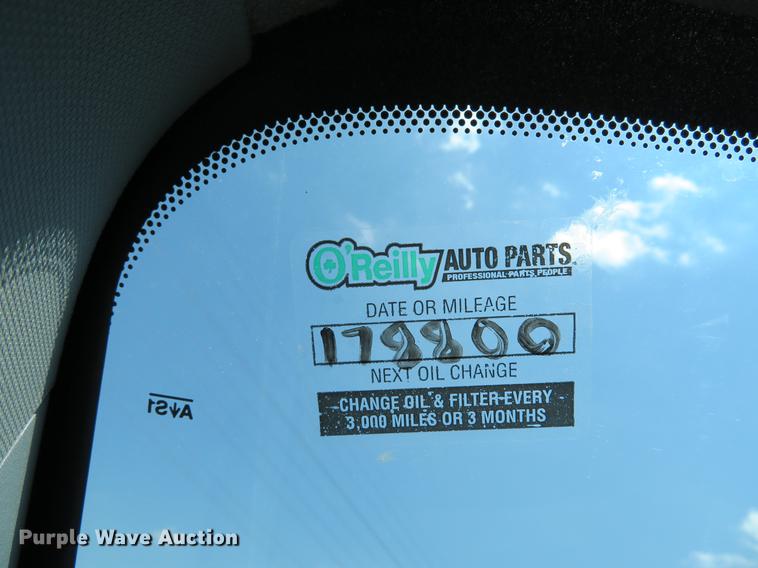 O'Reilly AUTO PARTS
PROFESSIONAL PARTS PEOPLE
DATE OR MILEAGE
178800
NEXT OIL CHANGE
CHANGE OIL & FILTER EVERY
3,000 MILES OR 3 MONTHS
AS1
Purple Wave Auction